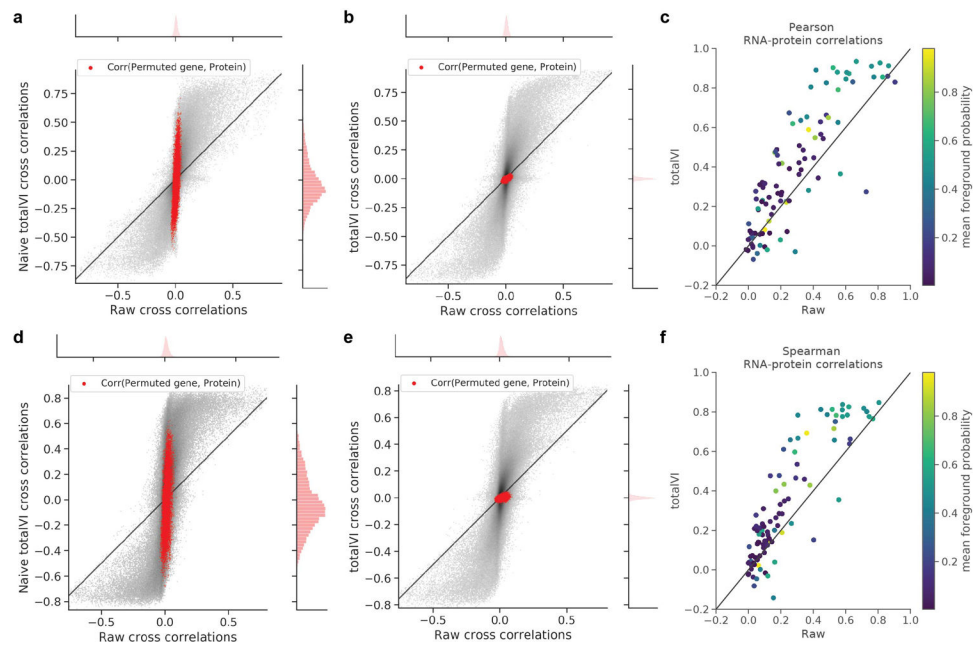 a
Corr(Permuted gene, Protein)
Naive totalVI cross correlations
0.75
0.50
0.25
0.00
−0.25
−0.50
−0.75
−0.5
0.0
0.5
Raw cross correlations
b
Corr(Permuted gene, Protein)
totalVI cross correlations
0.75
0.50
0.25
0.00
−0.25
−0.50
−0.75
−0.5
0.0
0.5
Raw cross correlations
c
Pearson
RNA-protein correlations
totalVI
1.0
0.8
0.6
0.4
0.2
0.0
−0.2
−0.2
0.0
0.2
0.4
0.6
0.8
1.0
Raw
0.8
0.6
0.4
0.2
mean foreground probability
d
Corr(Permuted gene, Protein)
Naive totalVI cross correlations
0.8
0.6
0.4
0.2
0.0
−0.2
−0.4
−0.6
−0.8
−0.5
0.0
0.5
Raw cross correlations
e
Corr(Permuted gene, Protein)
totalVI cross correlations
0.8
0.6
0.4
0.2
0.0
−0.2
−0.4
−0.6
−0.8
−0.5
0.0
0.5
Raw cross correlations
f
Spearman
RNA-protein correlations
totalVI
1.0
0.8
0.6
0.4
0.2
0.0
−0.2
−0.2
0.0
0.2
0.4
0.6
0.8
1.0
Raw
0.8
0.6
0.4
0.2
mean foreground probability